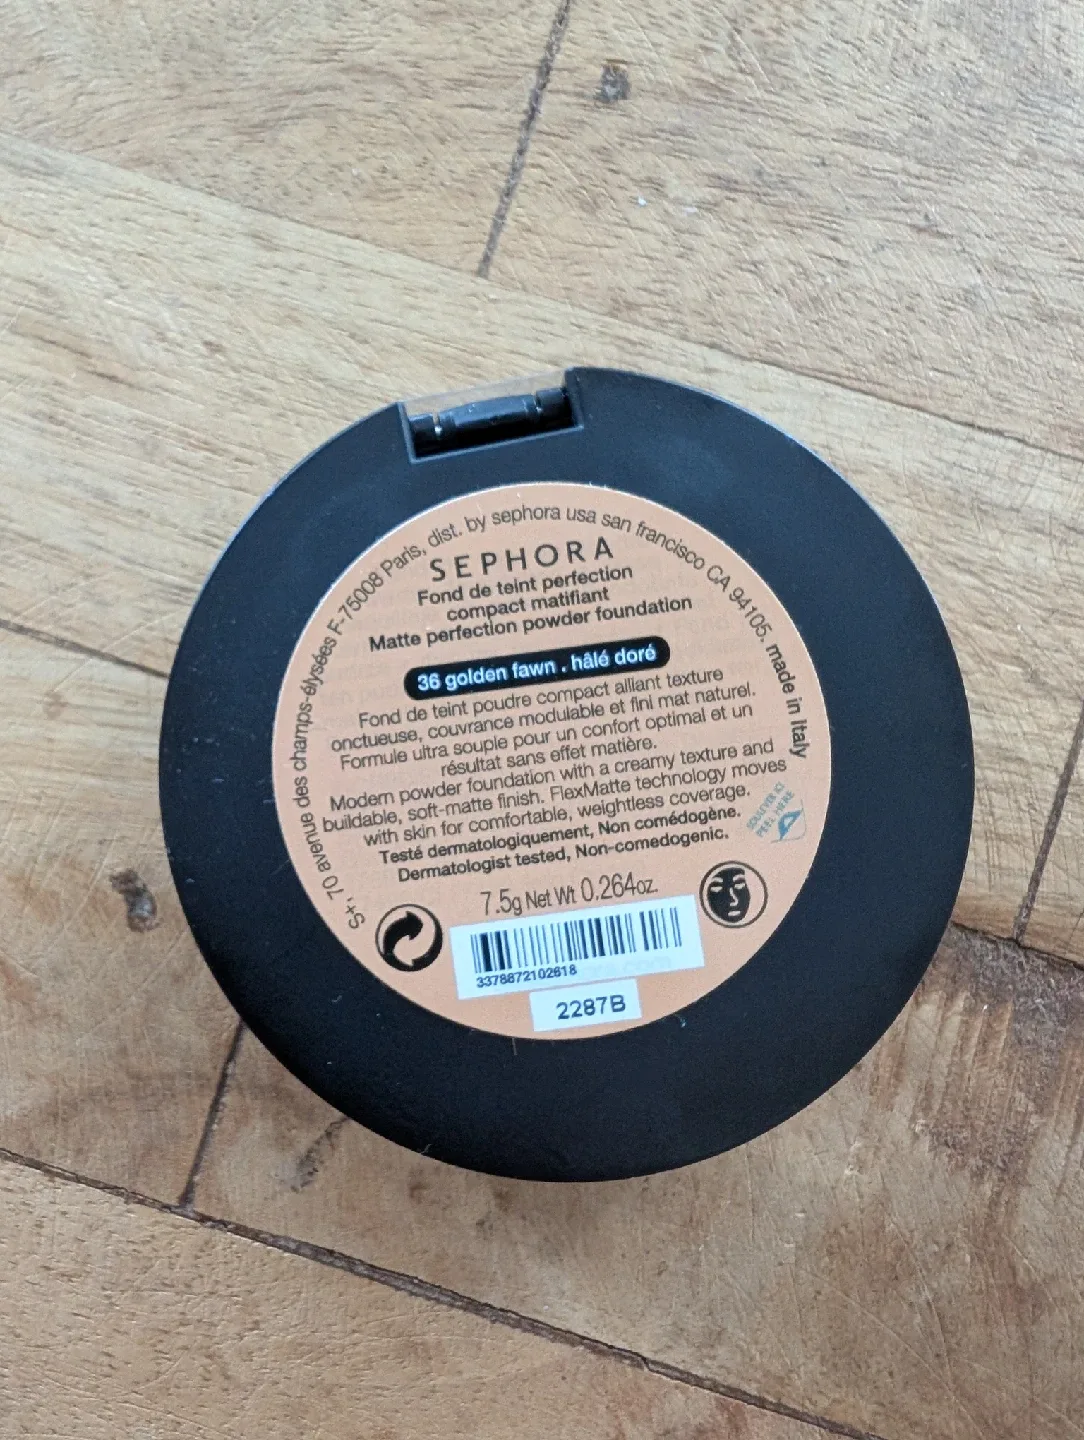 S+, 70 avenue des champs-élysées F-75008 Paris, dist. by sephora usa san francisco CA 94105. made in Italy
SEPHORA
Fond de teint perfection
compact matifiant
Matte perfection powder foundation
36 golden fawn . hâlé doré
Fond de teint poudre compact alliant texture
onctueuse, couvrance modulable et fini mat naturel.
Formule ultra souple pour un confort optimal et un
résultat sans effet matière.
Modern powder foundation with a creamy texture and
buildable, soft-matte finish. FlexMatte technology moves
with skin for comfortable, weightless coverage.
Testé dermatologiquement, Non comédogène.
Dermatologist tested, Non-comedogenic.
SOULEVER ICI
PEEL HERE
7.5g Net Wt 0.264oz.
3378872102618
2287B